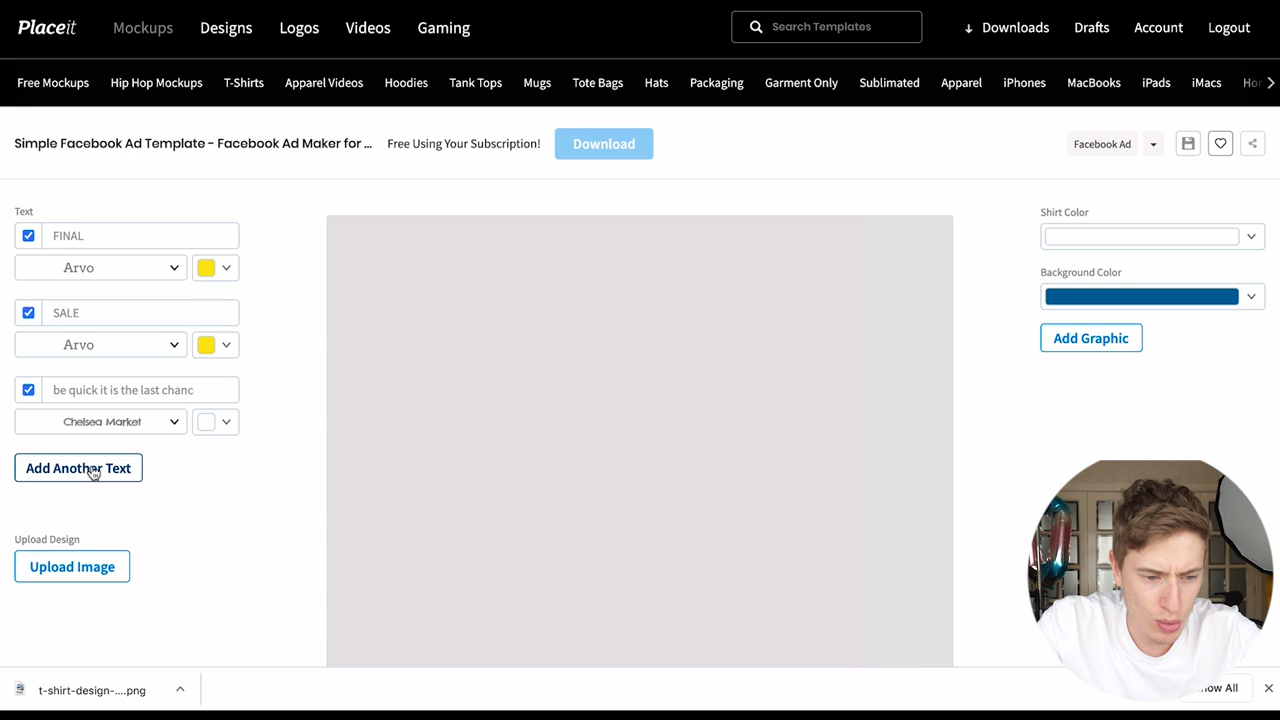 Placeit
Mockups Designs Logos Videos Gaming Search Templates Downloads Drafts Account Logout
Free Mockups Hip Hop Mockups T-Shirts Apparel Videos Hoodies Tank Tops Mugs Tote Bags Hats Packaging Garment Only Sublimated Apparel iPhones MacBooks iPads iMacs
Simple Facebook Ad Template - Facebook Ad Maker for ... Free Using Your Subscription! Download Facebook Ad
Text
FINAL
Arvo
SALE
Arvo
be quick it is the last chanc
Chelsea Market
Add Another Text
Upload Design
Upload Image
Shirt Color
Background Color
Add Graphic
t-shirt-design-....png
All